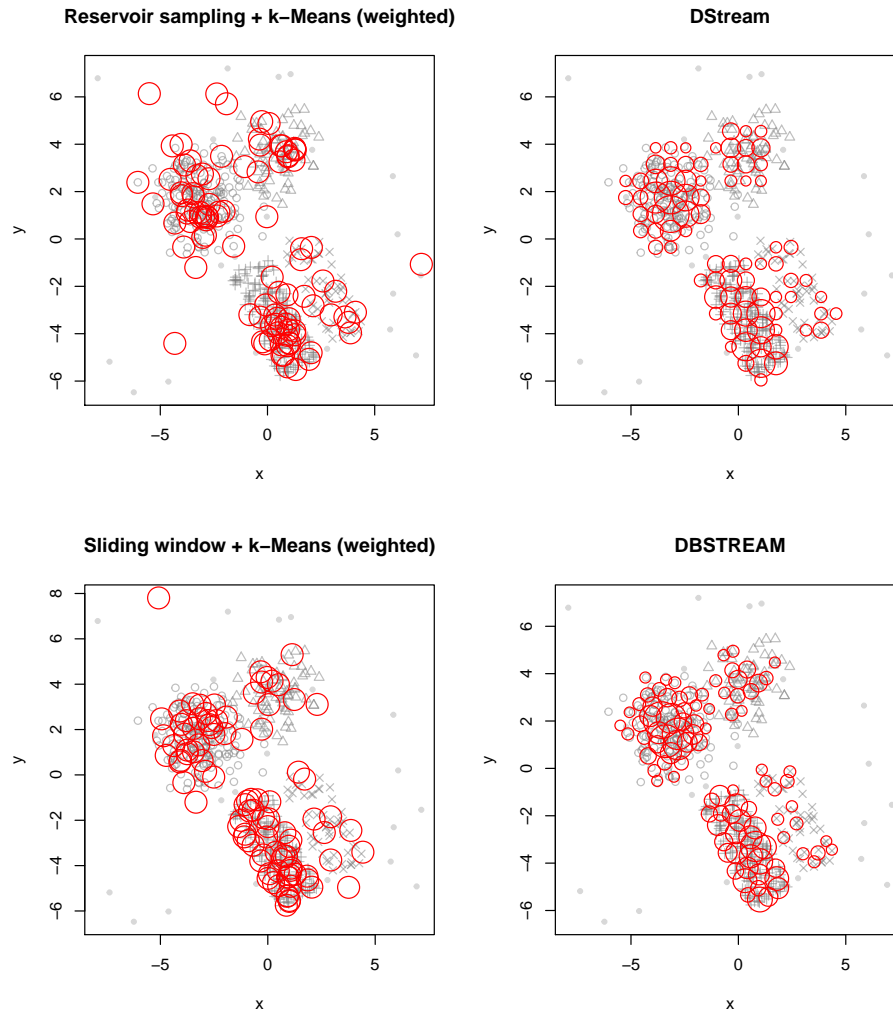 Reservoir sampling + k−Means (weighted)
y
6
4
2
0
−2
−4
−6
−5 0 5
x
DStream
y
6
4
2
0
−2
−4
−6
−5 0 5
x
Sliding window + k−Means (weighted)
y
8
6
4
2
0
−2
−4
−6
−5 0 5
x
DBSTREAM
y
6
4
2
0
−2
−4
−6
−5 0 5
x